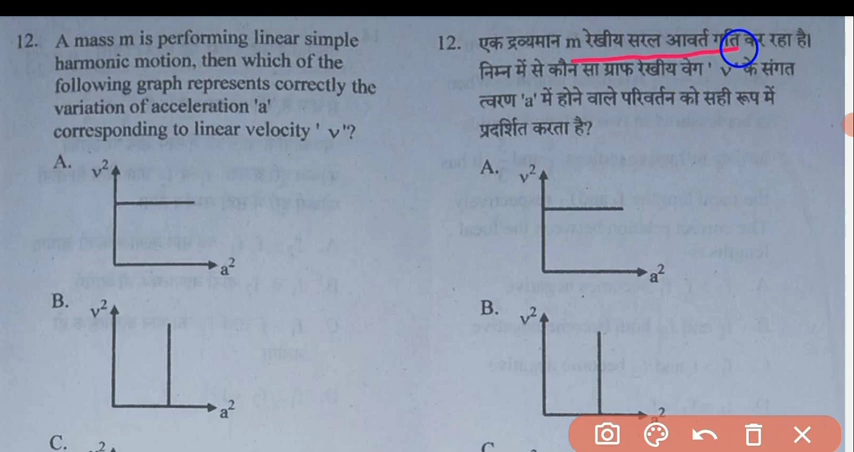 12. A mass m is performing linear simple
harmonic motion, then which of the
following graph represents correctly the
variation of acceleration 'a'
corresponding to linear velocity ' v'?
A. v²
a²
B. v²
a²
C.
12. एक द्रव्यमान m रेखीय सरल आवर्त गति कर रहा है।
निम्न में से कौन सा ग्राफ रेखीय वेग ' v' के संगत
त्वरण 'a' में होने वाले परिवर्तन को सही रूप में
प्रदर्शित करता है?
A. v²
a²
B. v²